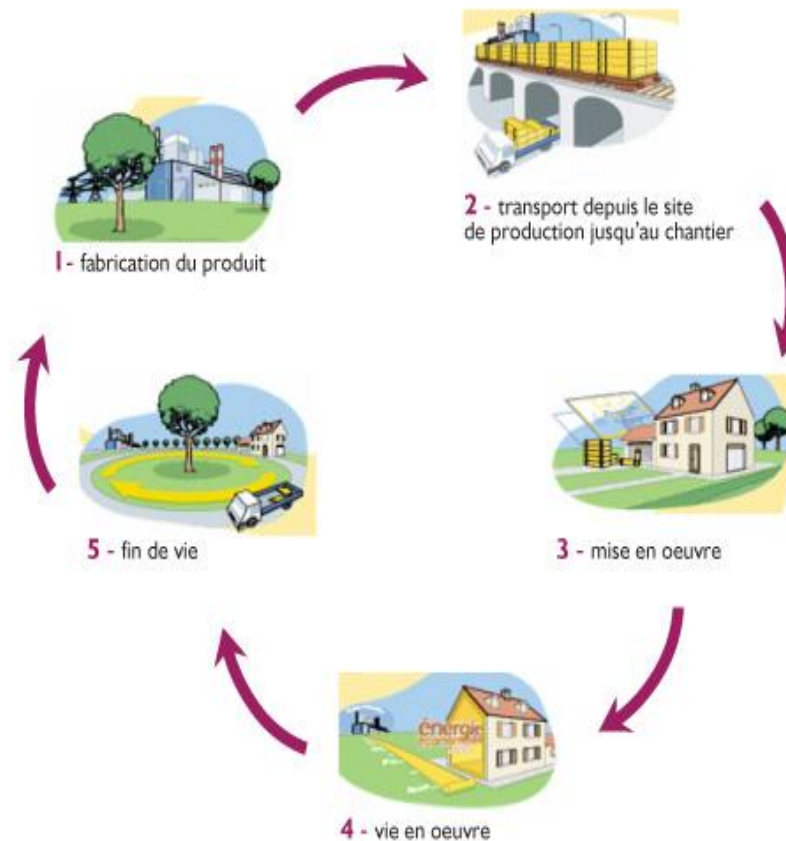 1 - fabrication du produit
2 - transport depuis le site
de production jusqu'au chantier
3 - mise en oeuvre
énergie
4 - vie en oeuvre
5 - fin de vie